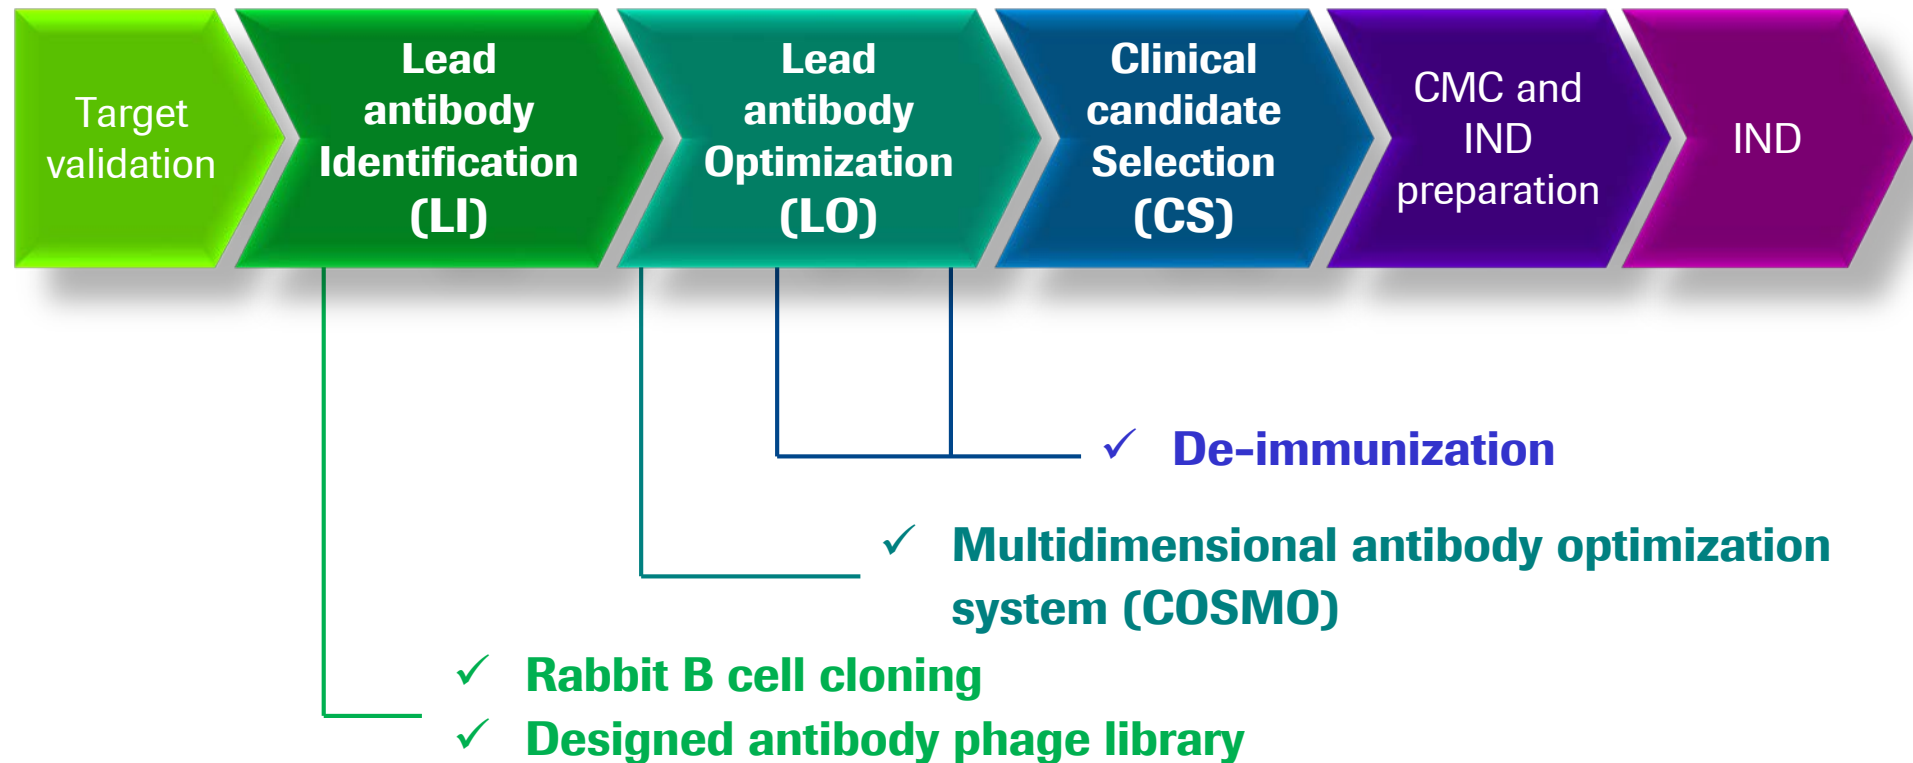 Target
validation
Lead
antibody
Identification
(LI)
Lead
antibody
Optimization
(LO)
Clinical
candidate
Selection
(CS)
CMC and
IND
preparation
IND
✓ De-immunization
✓ Multidimensional antibody optimization
system (COSMO)
✓ Rabbit B cell cloning
✓ Designed antibody phage library